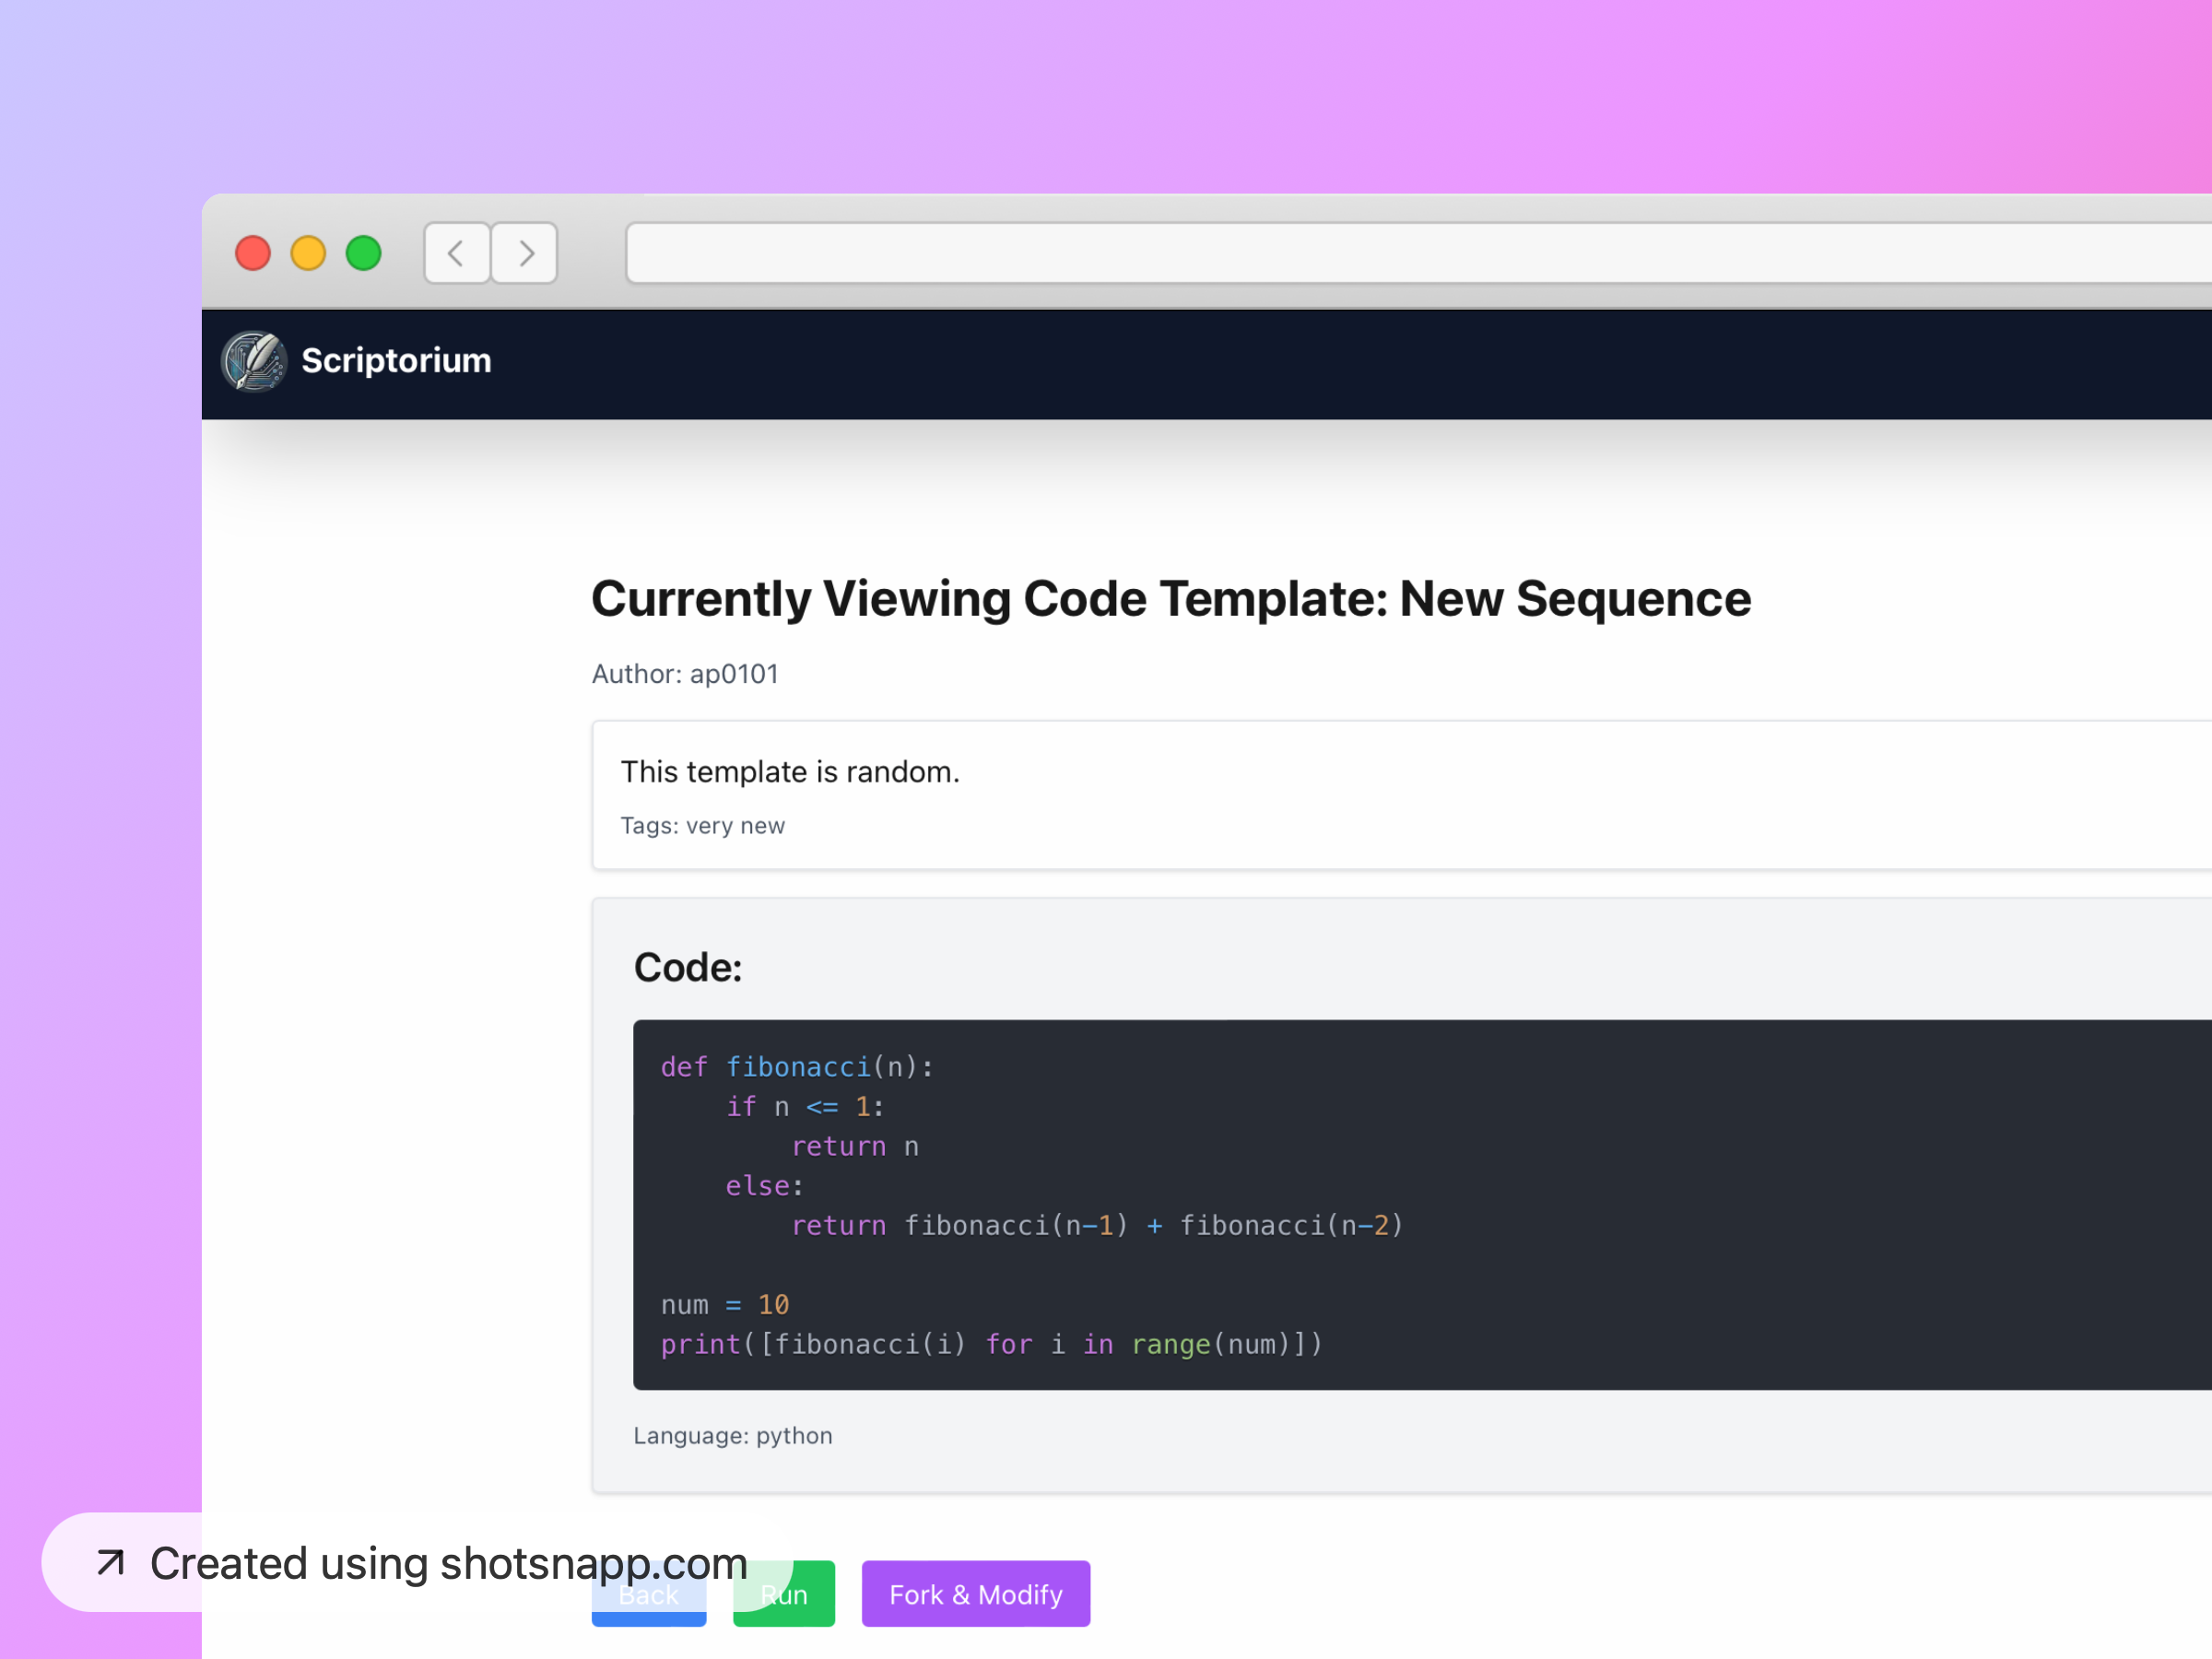 Scriptorium
Currently Viewing Code Template: New Sequence
Author: ap0101
This template is random.
Tags: very new
Code:
def fibonacci(n):
    if n <= 1:
        return n
    else:
        return fibonacci(n-1) + fibonacci(n-2)

num = 10
print([fibonacci(i) for i in range(num)])
Language: python
Created using shotsnapp.com
Back Run Fork & Modify